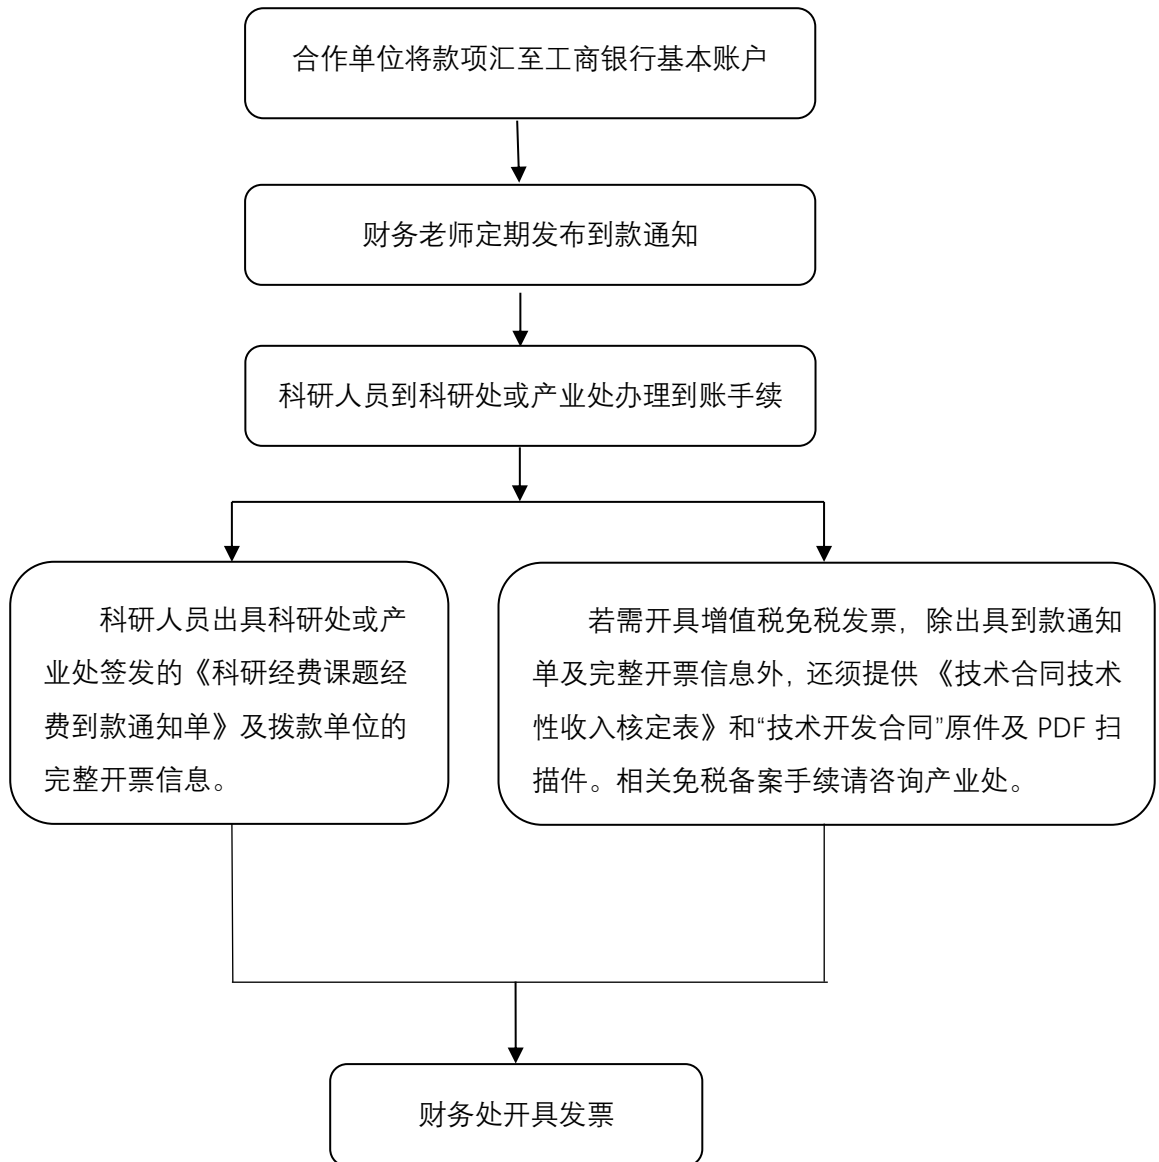 合作单位将款项汇至工商银行基本账户
财务老师定期发布到款通知
科研人员到科研处或产业处办理到账手续
科研人员出具科研处或产
业处签发的《科研经费课题经
费到款通知单》及拨款单位的
完整开票信息。
若需开具增值税免税发票，除出具到款通知
单及完整开票信息外，还须提供 《技术合同技术
性收入核定表》和“技术开发合同”原件及 PDF 扫
描件。相关免税备案手续请咨询产业处。
财务处开具发票